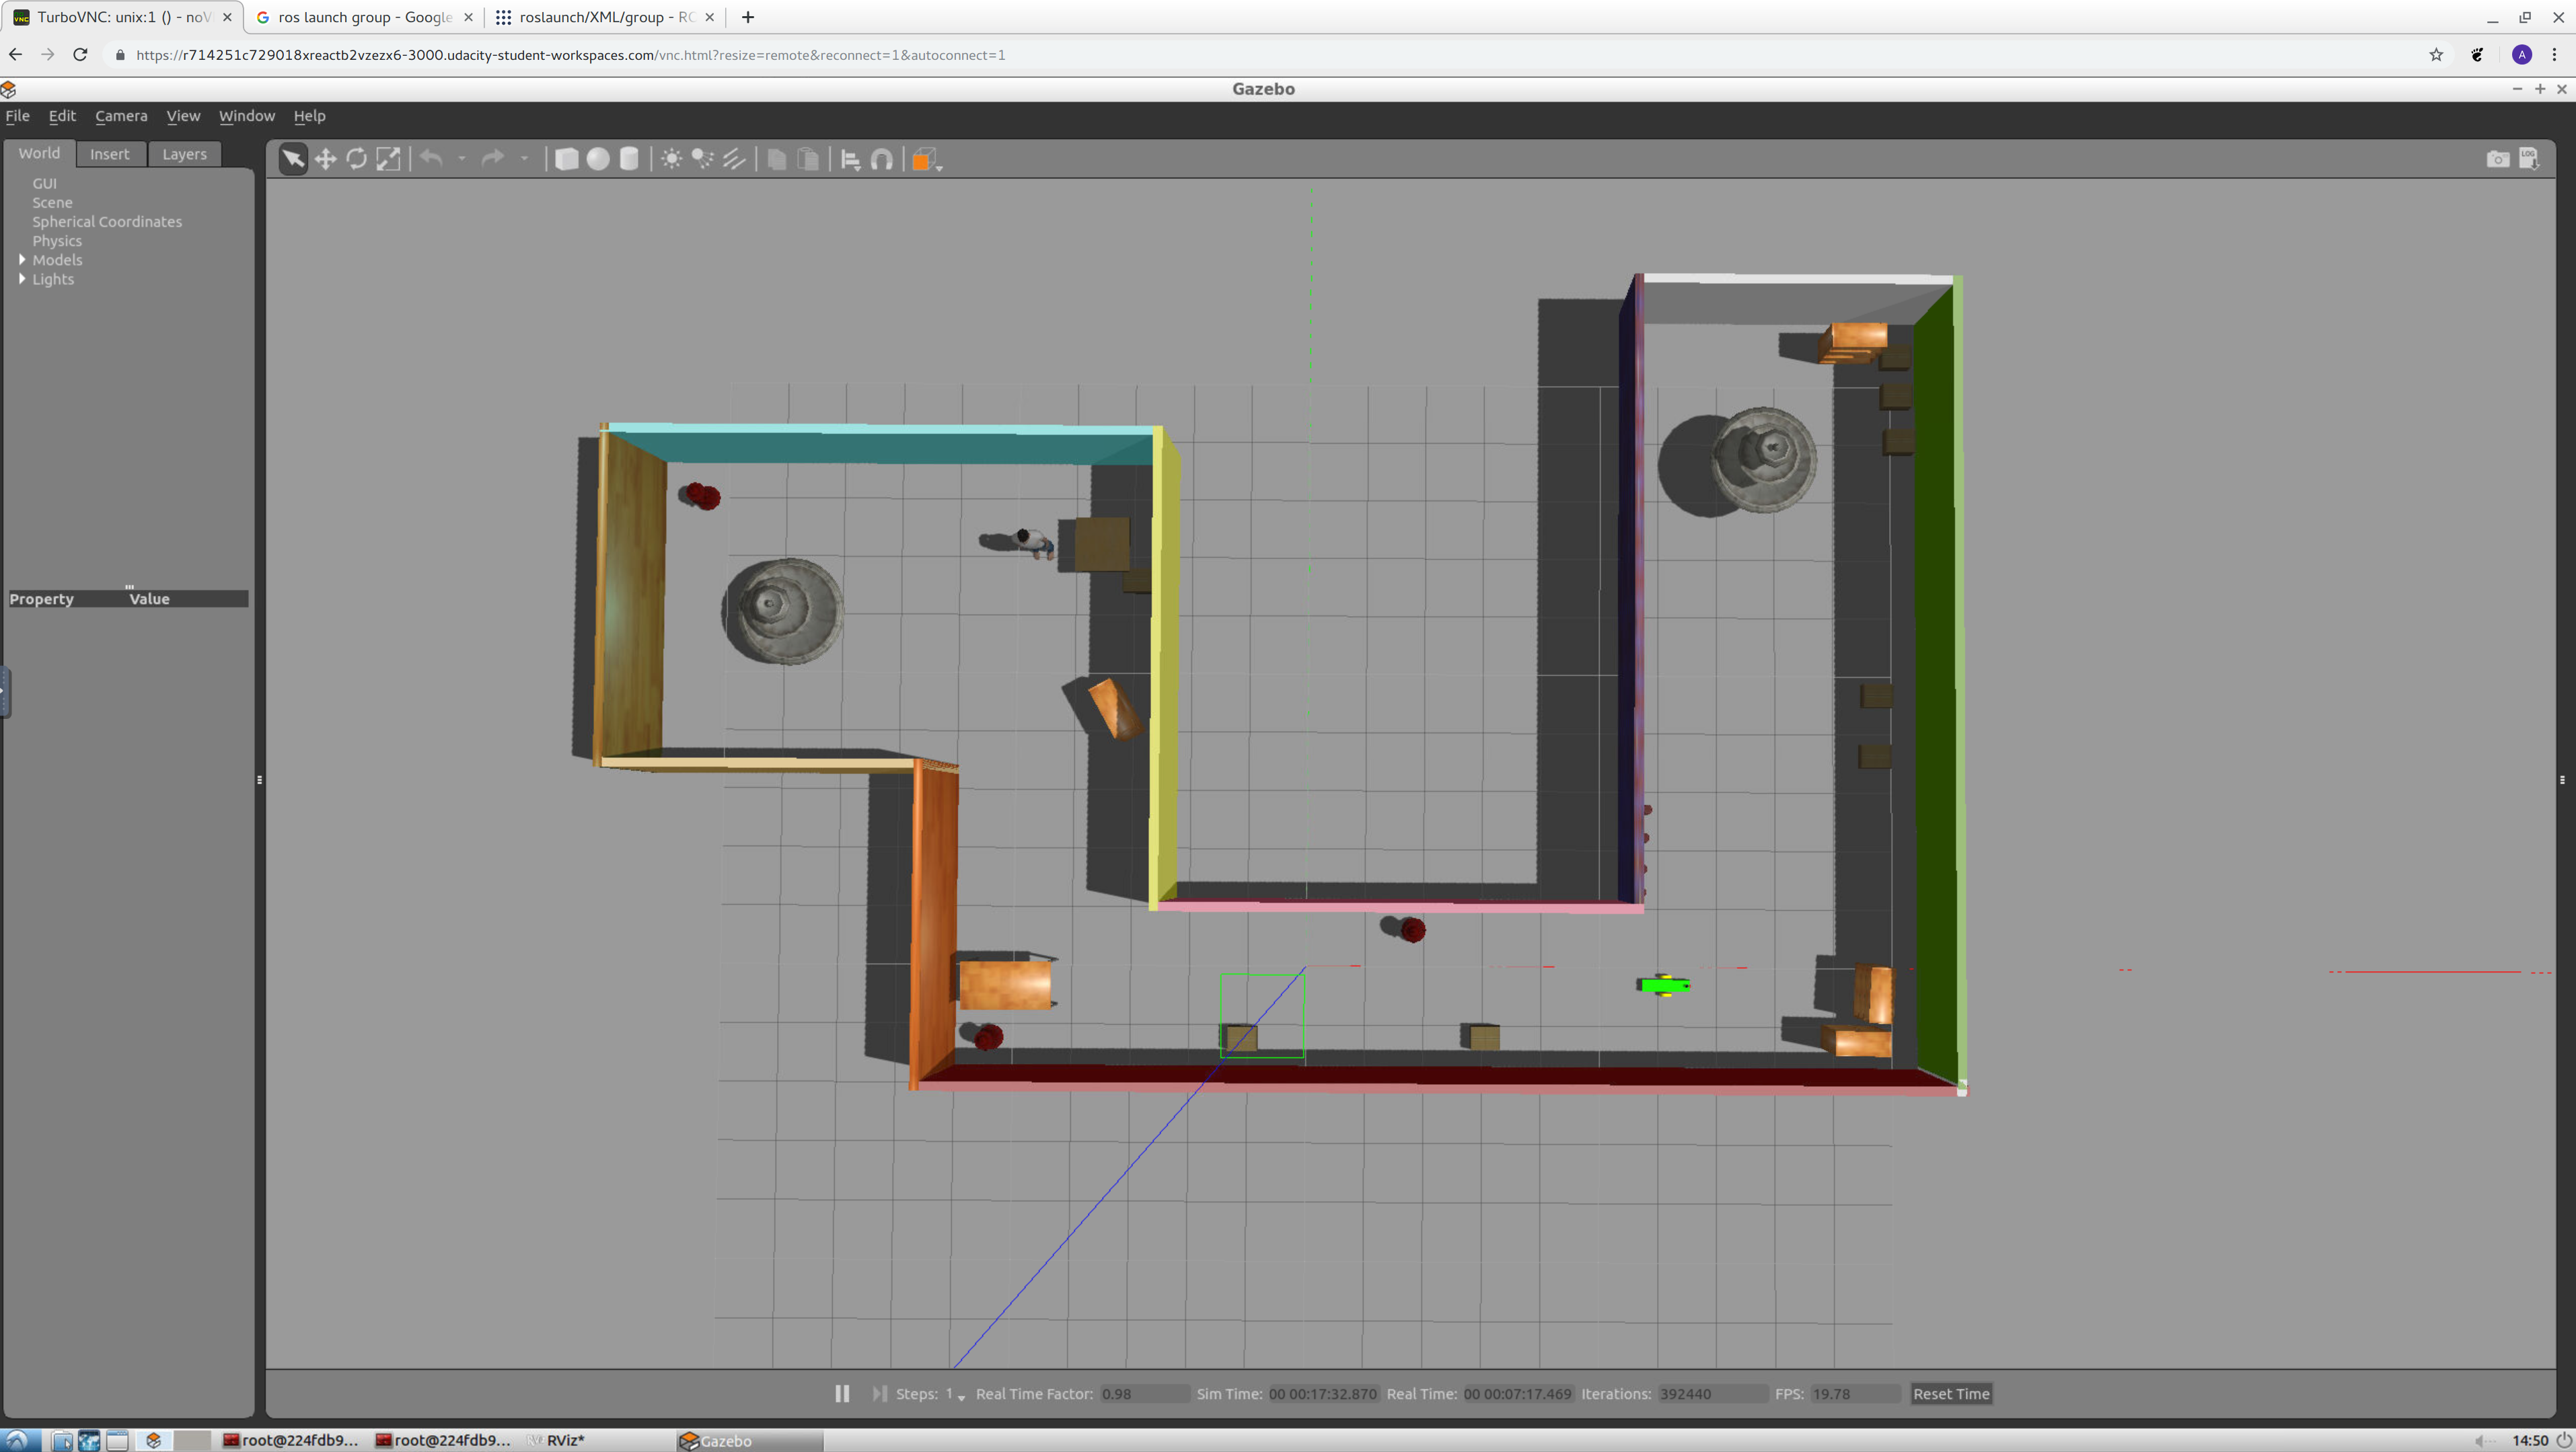 TurboVNC: unix:1 () - noV
ros launch group - Google
roslaunch/XML/group - RO
https://r714251c729018xreactb2vzezx6-3000.udacity-student-workspaces.com/vnc.html?resize=remote&reconnect=1&autoconnect=1
A
Gazebo
File Edit Camera View Window Help
World Insert Layers
LOG
GUI
Scene
Spherical Coordinates
Physics
Models
Lights
Property Value
Steps: 1 Real Time Factor: 0.98 Sim Time: 00 00:17:32.870 Real Time: 00 00:07:17.469 Iterations: 392440 FPS: 19.78 Reset Time
root@224fdb9... root@224fdb9... RViz* Gazebo 14:50